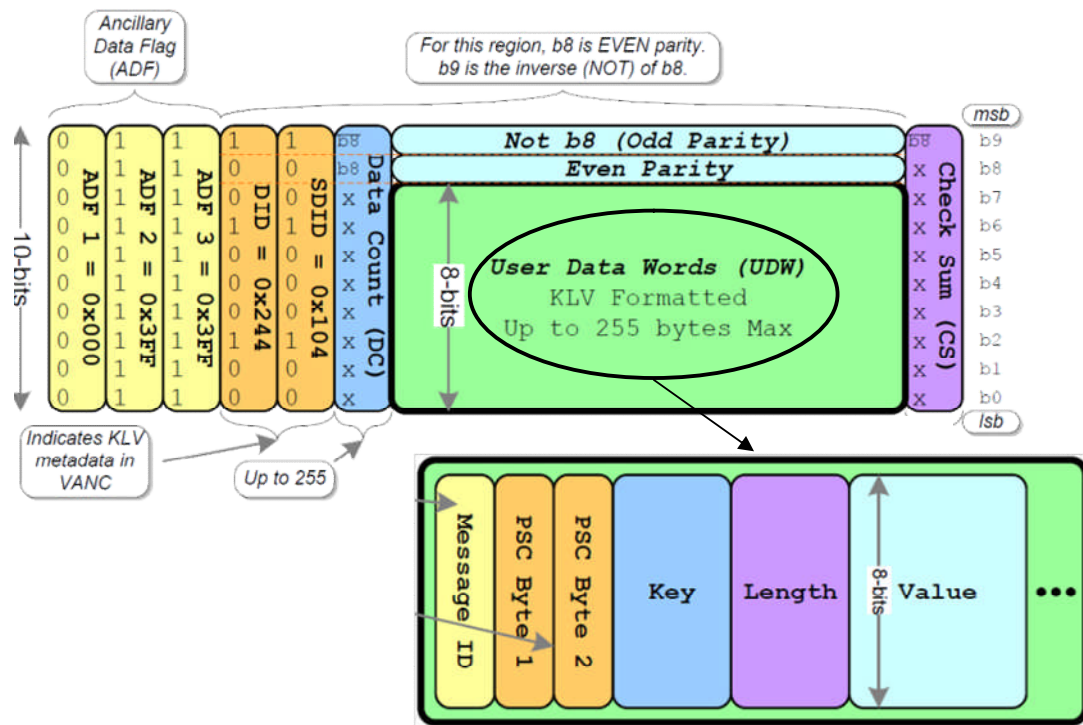 Ancillary
Data Flag
(ADF)
For this region, b8 is EVEN parity.
b9 is the inverse (NOT) of b8.
msb
0 1 1 1 1 b8 Not b8 (Odd Parity) b8 b9
0 1 1 0 0 b8 Even Parity x b8
0 1 1 0 0 x x b7
0 1 1 1 0 x x b6
0 1 1 0 0 x x b5
0 1 1 0 0 x x b4
0 1 1 0 0 x x b3
0 1 1 1 1 x x b2
0 1 1 0 0 x x b1
0 1 1 0 0 x x b0
lsb
10-bits
ADF 1 = 0x000
ADF 2 = 0x3FF
ADF 3 = 0x3FF
DID = 0x244
SDID = 0x104
Data Count (DC)
8-bits
User Data Words (UDW)
KLV Formatted
Up to 255 bytes Max
Check Sum (CS)
Indicates KLV
metadata in
VANC
Up to 255
Message ID
PSC Byte 1
PSC Byte 2
Key
Length
8-bits
Value
•••